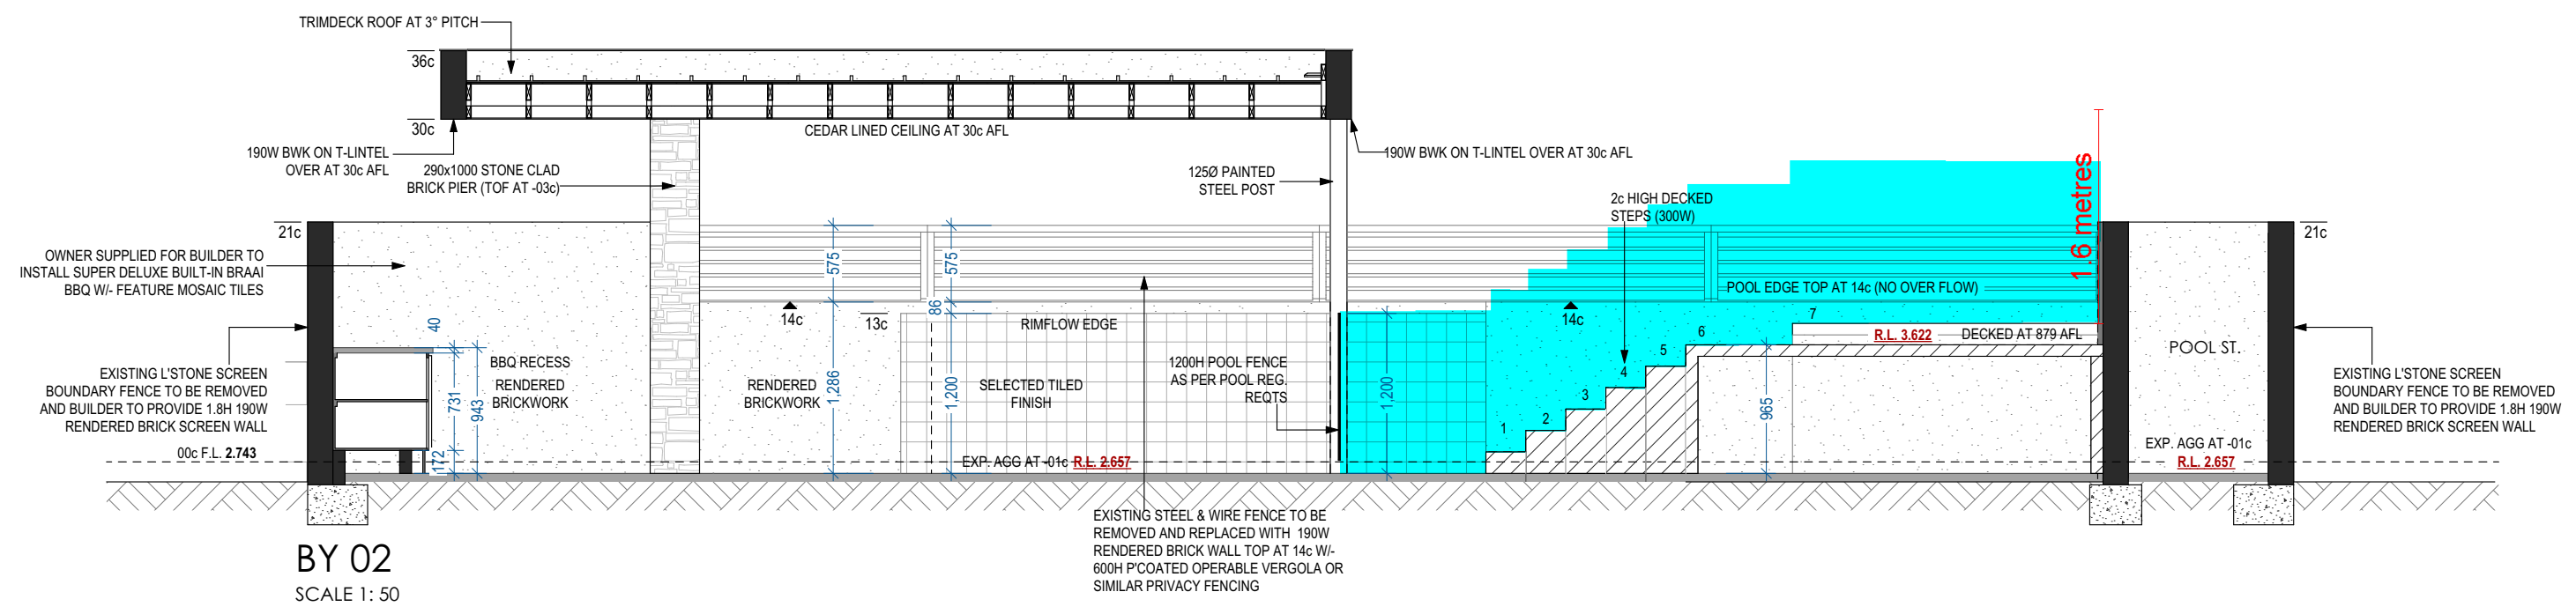 TRIMDECK ROOF AT 3° PITCH
36c
30c
CEDAR LINED CEILING AT 30c AFL
190W BWK ON T-LINTEL
OVER AT 30c AFL
290x1000 STONE CLAD
BRICK PIER (TOF AT -03c)
125Ø PAINTED
STEEL POST
190W BWK ON T-LINTEL OVER AT 30c AFL
2c HIGH DECKED
STEPS (300W)
1.6 metres
21c
21c
OWNER SUPPLIED FOR BUILDER TO
INSTALL SUPER DELUXE BUILT-IN BRAAI
BBQ W/- FEATURE MOSAIC TILES
575
575
POOL EDGE TOP AT 14c (NO OVER FLOW)
86
14c
13c
14c
RIMFLOW EDGE
7
6
5
4
3
2
1
R.L. 3.622
DECKED AT 879 AFL
POOL ST.
40
BBQ RECESS
RENDERED
BRICKWORK
731
943
172
RENDERED
BRICKWORK
1,286
1,200
SELECTED TILED
FINISH
1200H POOL FENCE
AS PER POOL REG.
REQTS
1,200
965
EXISTING L'STONE SCREEN
BOUNDARY FENCE TO BE REMOVED
AND BUILDER TO PROVIDE 1.8H 190W
RENDERED BRICK SCREEN WALL
EXISTING L'STONE SCREEN
BOUNDARY FENCE TO BE REMOVED
AND BUILDER TO PROVIDE 1.8H 190W
RENDERED BRICK SCREEN WALL
00c F.L. 2.743
EXP. AGG AT -01c R.L. 2.657
EXP. AGG AT -01c
R.L. 2.657
EXISTING STEEL & WIRE FENCE TO BE
REMOVED AND REPLACED WITH 190W
RENDERED BRICK WALL TOP AT 14c W/-
600H P'COATED OPERABLE VERGOLA OR
SIMILAR PRIVACY FENCING
BY 02
SCALE 1: 50